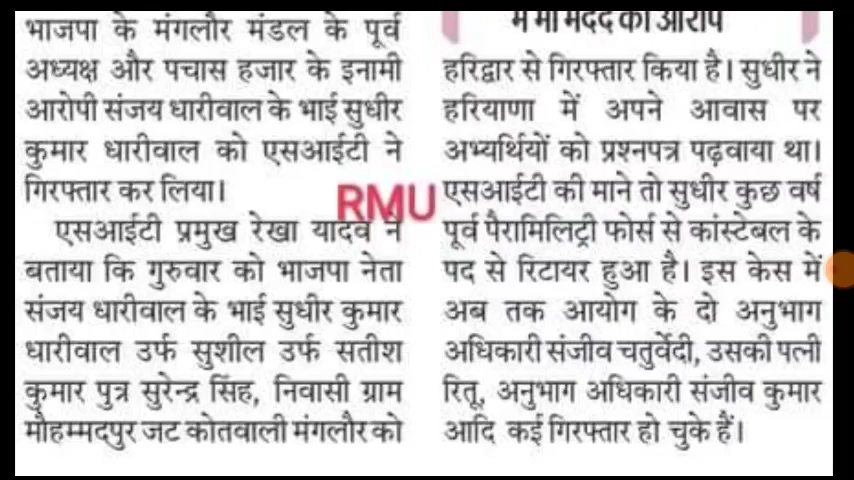 भाजपा के मंगलौर मंडल के पूर्व
अध्यक्ष और पचास हजार के इनामी
आरोपी संजय धारीवाल के भाई सुधीर
कुमार धारीवाल को एसआईटी ने
गिरफ्तार कर लिया।
एसआईटी प्रमुख रेखा यादव ने
बताया कि गुरुवार को भाजपा नेता
संजय धारीवाल के भाई सुधीर कुमार
धारीवाल उर्फ सुशील उर्फ सतीश
कुमार पुत्र सुरेन्द्र सिंह, निवासी ग्राम
मौहम्मदपुर जट कोतवाली मंगलौर को
में भी मदद का आरोप
हरिद्वार से गिरफ्तार किया है। सुधीर ने
हरियाणा में अपने आवास पर
अभ्यर्थियों को प्रश्नपत्र पढ़वाया था।
एसआईटी की माने तो सुधीर कुछ वर्ष
पूर्व पैरामिलिट्री फोर्स से कांस्टेबल के
पद से रिटायर हुआ है। इस केस में
अब तक आयोग के दो अनुभाग
अधिकारी संजीव चतुर्वेदी, उसकी पत्नी
रितू, अनुभाग अधिकारी संजीव कुमार
आदि कई गिरफ्तार हो चुके हैं।
RMU